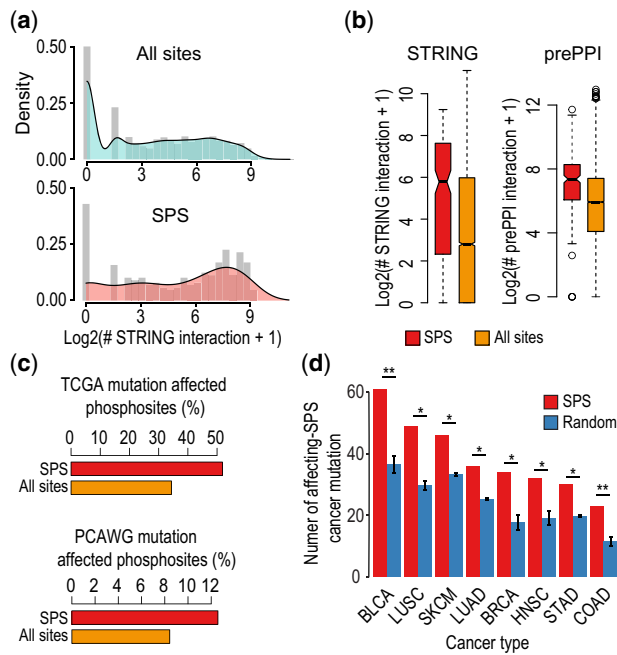 (a)
All sites
0.50
0.25
0.00
Density
0 3 6 9
SPS
0.50
0.25
0.00
0 3 6 9
Log2(# STRING interaction + 1)
(b)
STRING
prePPI
Log2(# STRING interaction + 1)
0 2 4 6 8 10
Log2(# prePPI interaction + 1)
0 4 8 12
SPS
All sites
(c)
TCGA mutation affected
phosphosites (%)
0 10 20 30 40 50
SPS
All sites
PCAWG mutation
affected phosphosites (%)
0 2 4 6 8 10 12
SPS
All sites
(d)
Numer of affecting-SPS
cancer mutation
60
40
20
0
SPS
Random
** * * * * * * **
BLCA LUSC SKCM LUAD BRCA HNSC STAD COAD
Cancer type